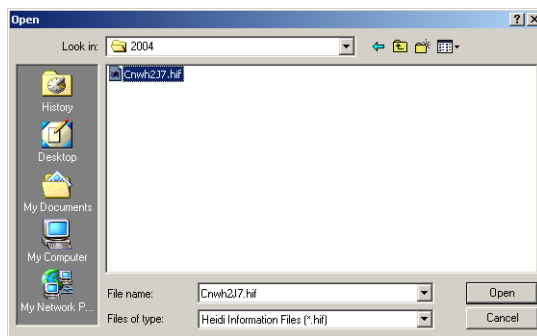 Open
Look in: 2004
Cnwh2J7.hif
History
Desktop
My Documents
My Computer
My Network P...
File name: Cnwh2J7.hif Open
Files of type: Heidi Information Files (*.hif) Cancel